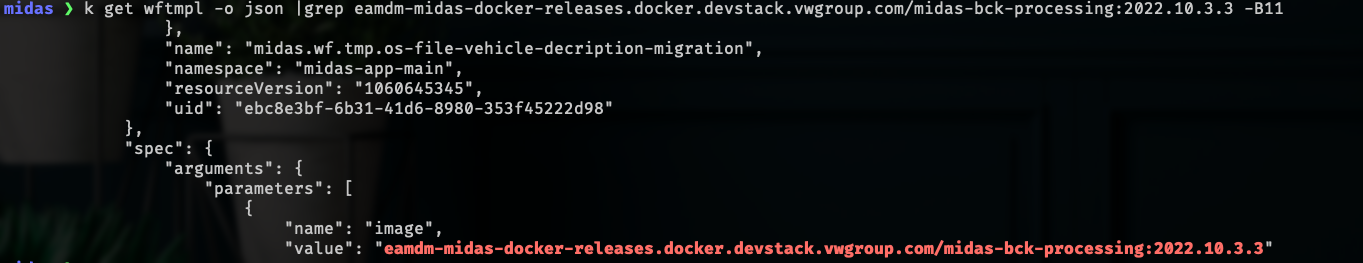 midas ❯ k get wftmpl -o json |grep eamdm-midas-docker-releases.docker.devstack.vwgroup.com/midas-bck-processing:2022.10.3.3 -B11
},
"name": "midas.wf.tmp.os-file-vehicle-decription-migration",
"namespace": "midas-app-main",
"resourceVersion": "1060645345",
"uid": "ebc8e3bf-6b31-41d6-8980-353f45222d98"
},
"spec": {
"arguments": {
"parameters": [
{
"name": "image",
"value": "eamdm-midas-docker-releases.docker.devstack.vwgroup.com/midas-bck-processing:2022.10.3.3"